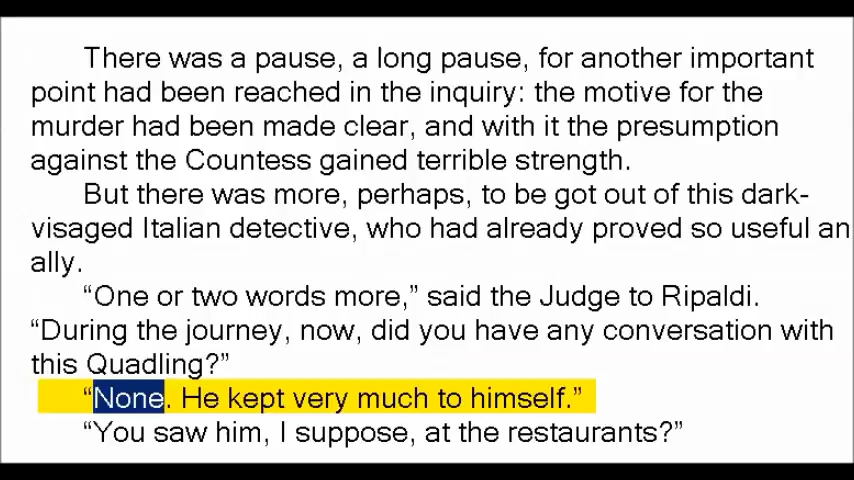 There was a pause, a long pause, for another important
point had been reached in the inquiry: the motive for the
murder had been made clear, and with it the presumption
against the Countess gained terrible strength.
But there was more, perhaps, to be got out of this dark-
visaged Italian detective, who had already proved so useful an
ally.
“One or two words more,” said the Judge to Ripaldi.
“During the journey, now, did you have any conversation with
this Quadling?”
“None. He kept very much to himself.”
“You saw him, I suppose, at the restaurants?”